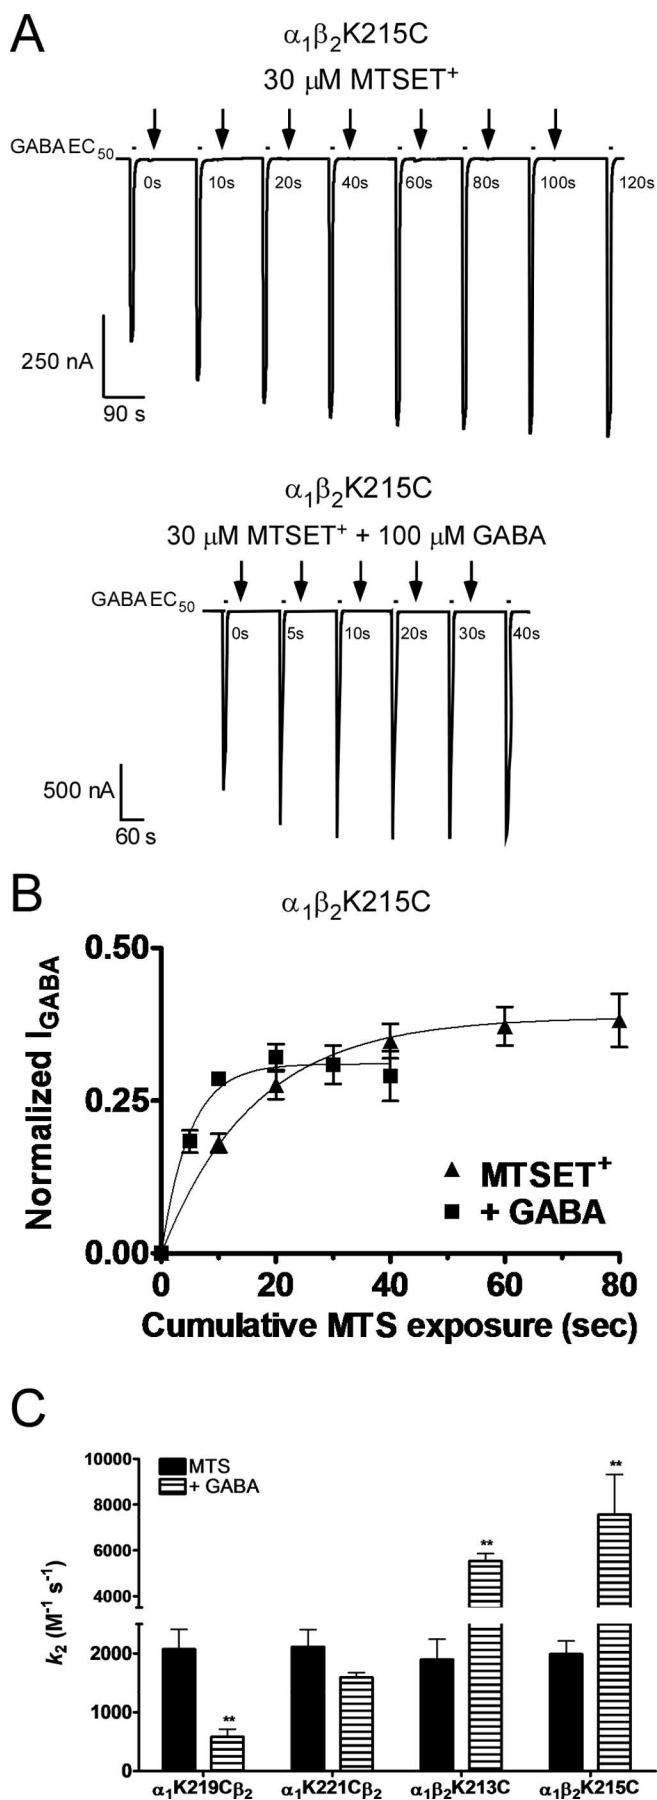 A
α₁β₂K215C
30 μM MTSET⁺
GABA EC₅₀
0s 10s 20s 40s 60s 80s 100s 120s
250 nA
90 s
α₁β₂K215C
30 μM MTSET⁺ + 100 μM GABA
GABA EC₅₀
0s 5s 10s 20s 30s 40s
500 nA
60 s
B
α₁β₂K215C
Normalized I_GABA
0.50
0.25
0.00
MTSET⁺
+ GABA
0 20 40 60 80
Cumulative MTS exposure (sec)
C
k₂ (M⁻¹ s⁻¹)
10000
8000
6000
4000
2000
1000
0
MTS
+ GABA
**
**
**
α₁K219Cβ₂ α₁K221Cβ₂ α₁β₂K213C α₁β₂K215C